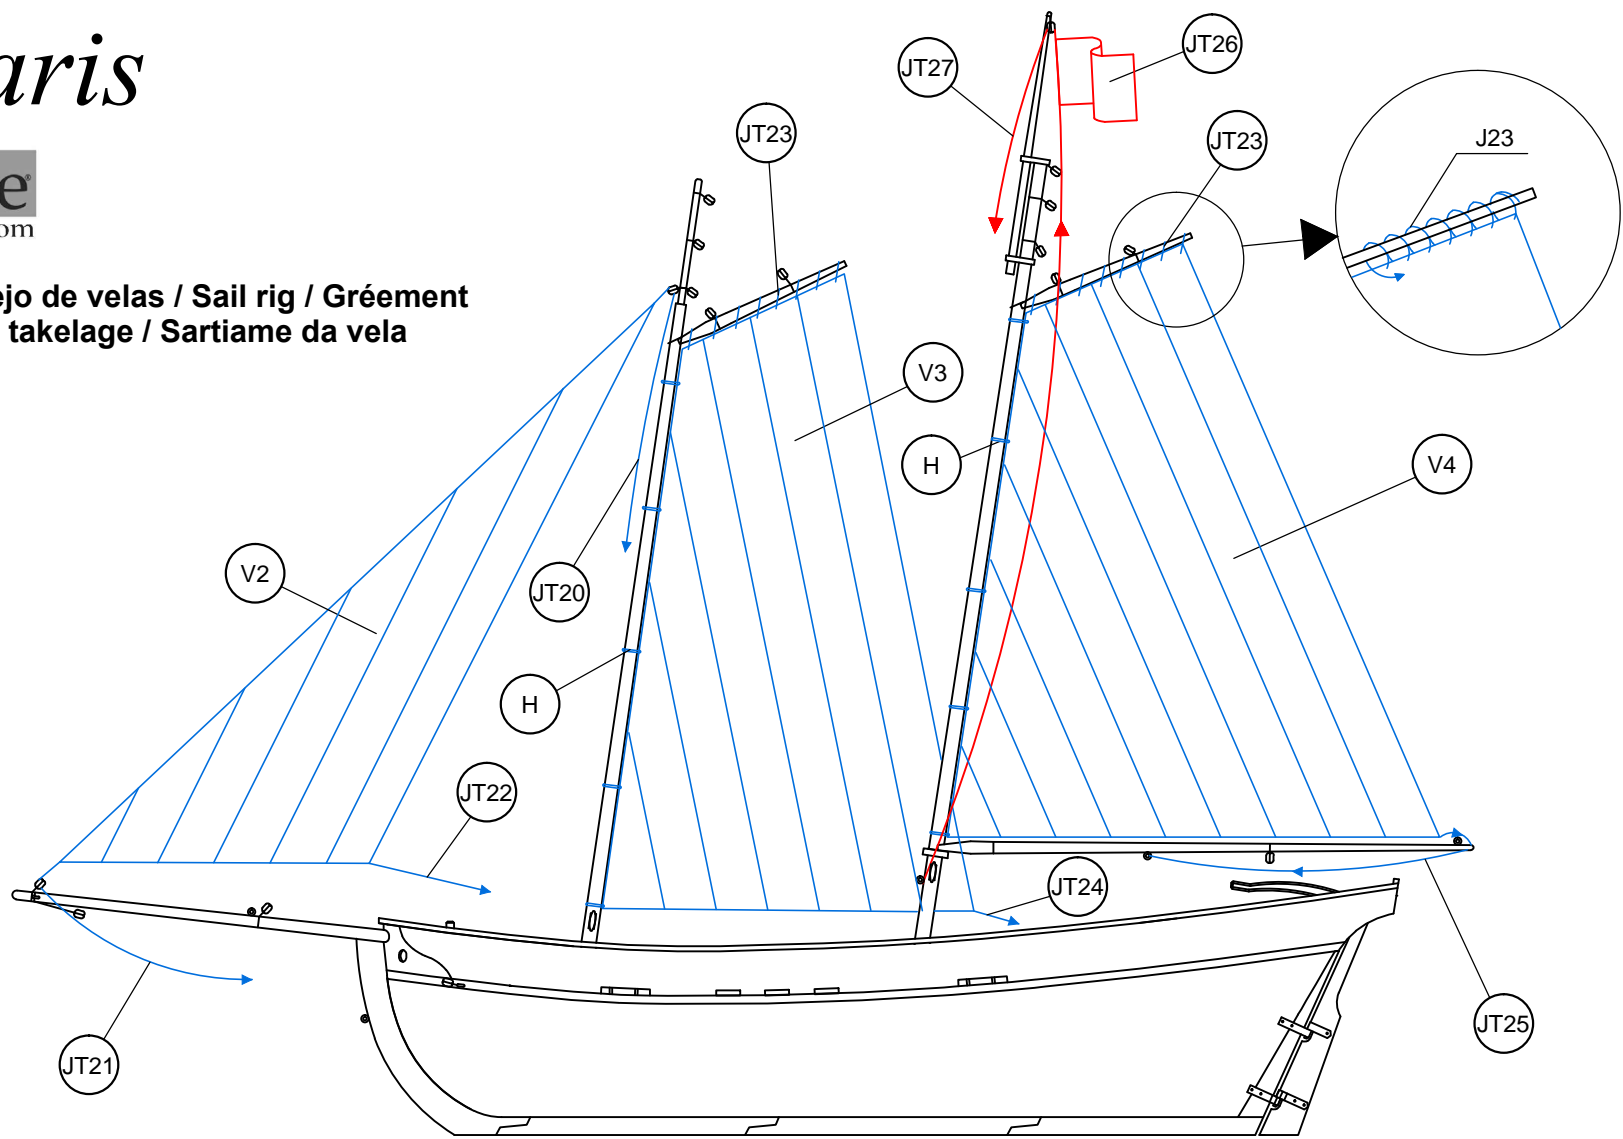 aris
e®
om
ejo de velas / Sail rig / Gréement
takelage / Sartiame da vela
JT27
JT26
JT23
JT23
J23
V3
H
V4
V2
JT20
H
JT22
JT24
JT25
JT21